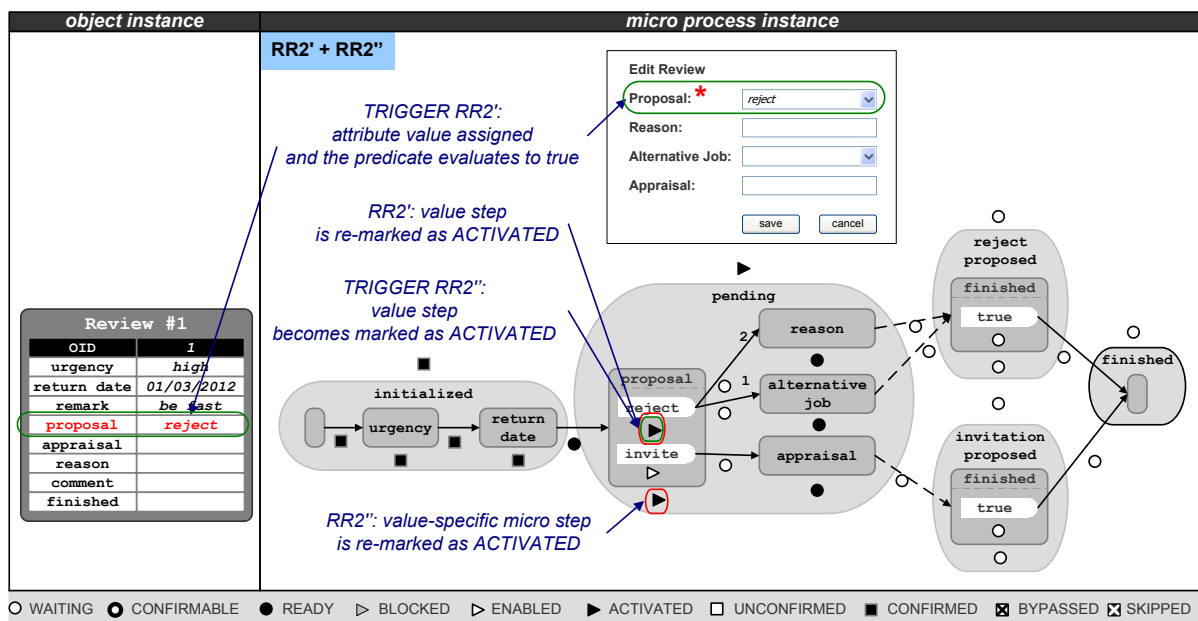 object instance
micro process instance
RR2' + RR2''
Edit Review
Proposal: *
reject
Reason:
Alternative Job:
Appraisal:
save
cancel
TRIGGER RR2':
attribute value assigned
and the predicate evaluates to true
RR2': value step
is re-marked as ACTIVATED
TRIGGER RR2'':
value step
becomes marked as ACTIVATED
RR2'': value-specific micro step
is re-marked as ACTIVATED
Review #1
OID 1
urgency high
return date 01/03/2012
remark be fast
proposal reject
appraisal
reason
comment
finished
initialized
urgency
return
date
pending
proposal
reject
invite
2
1
reason
alternative
job
appraisal
reject
proposed
finished
true
invitation
proposed
finished
true
finished
WAITING CONFIRMABLE READY BLOCKED ENABLED ACTIVATED UNCONFIRMED CONFIRMED BYPASSED SKIPPED